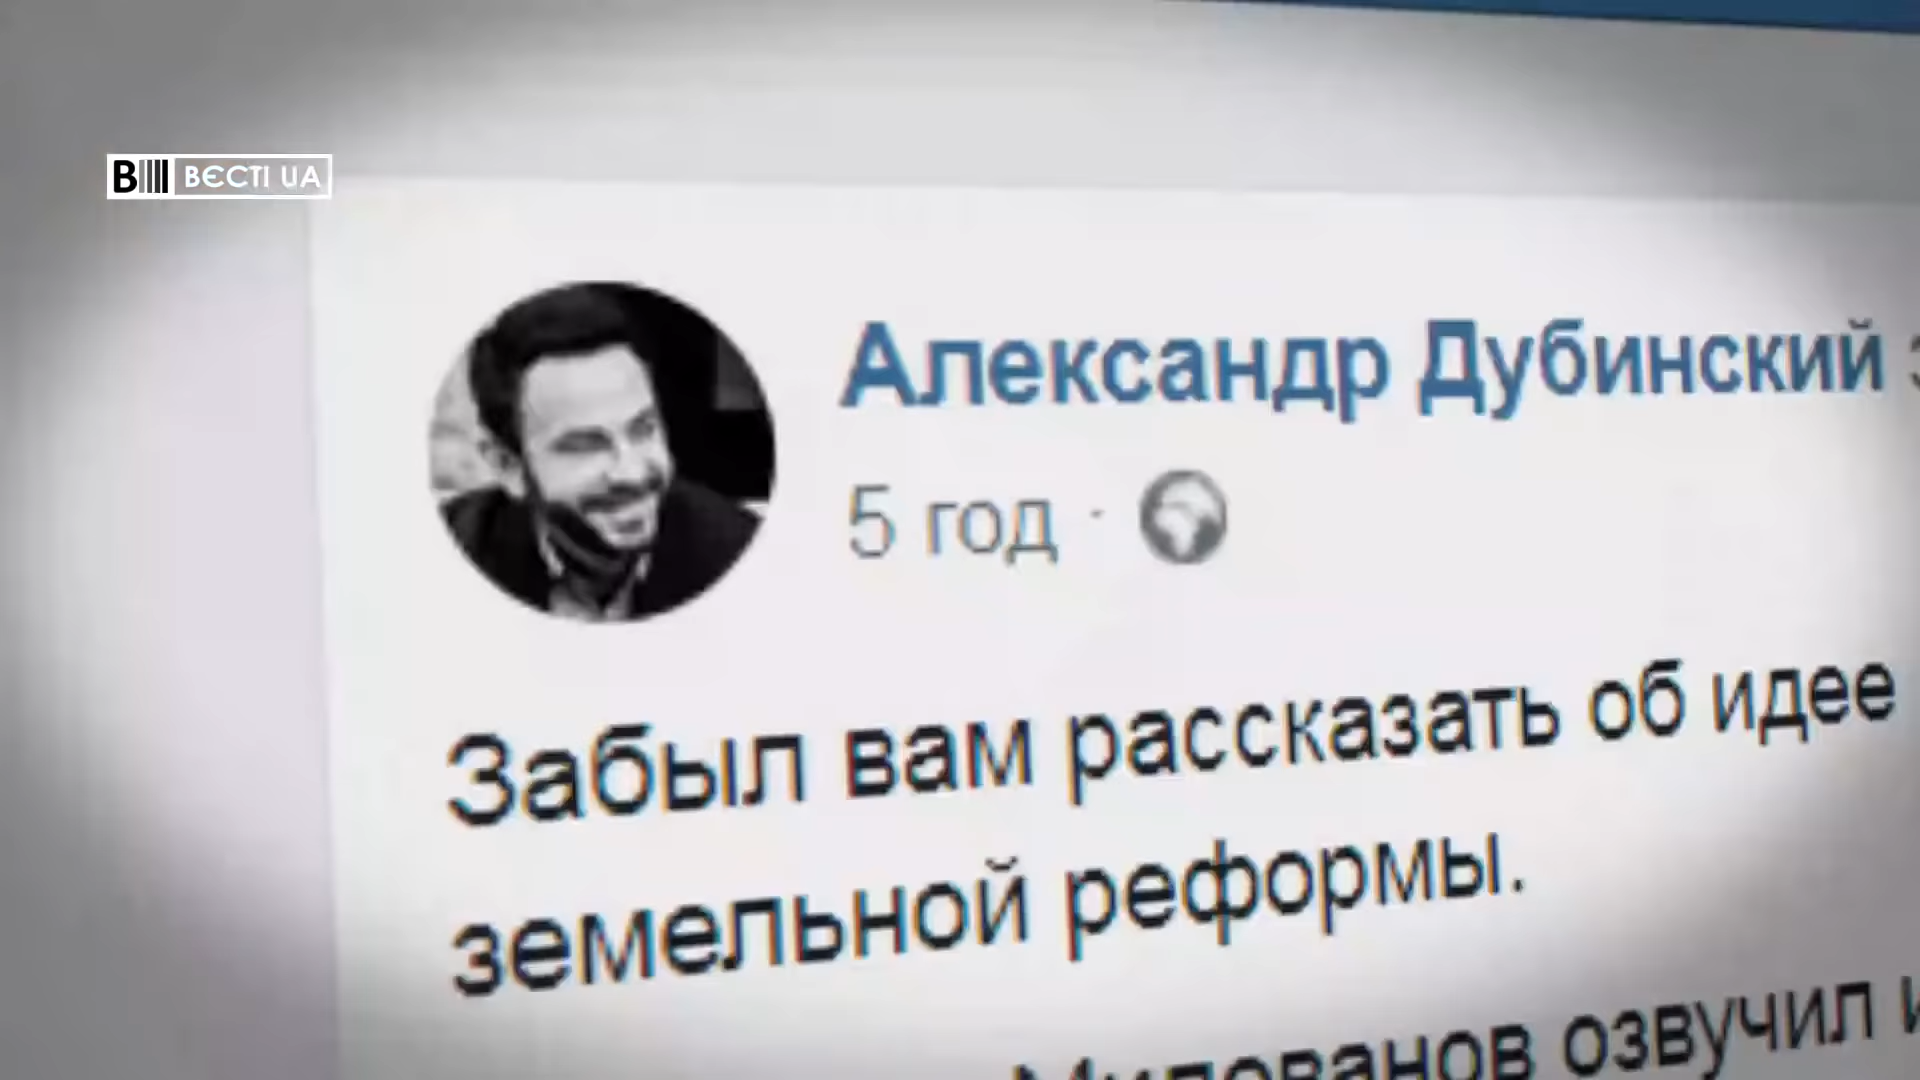 В ВЄСТІ UA
Александр Дубинский
5 год ·
Забыл вам рассказать об идее
земельной реформы.
Милованов озвучил